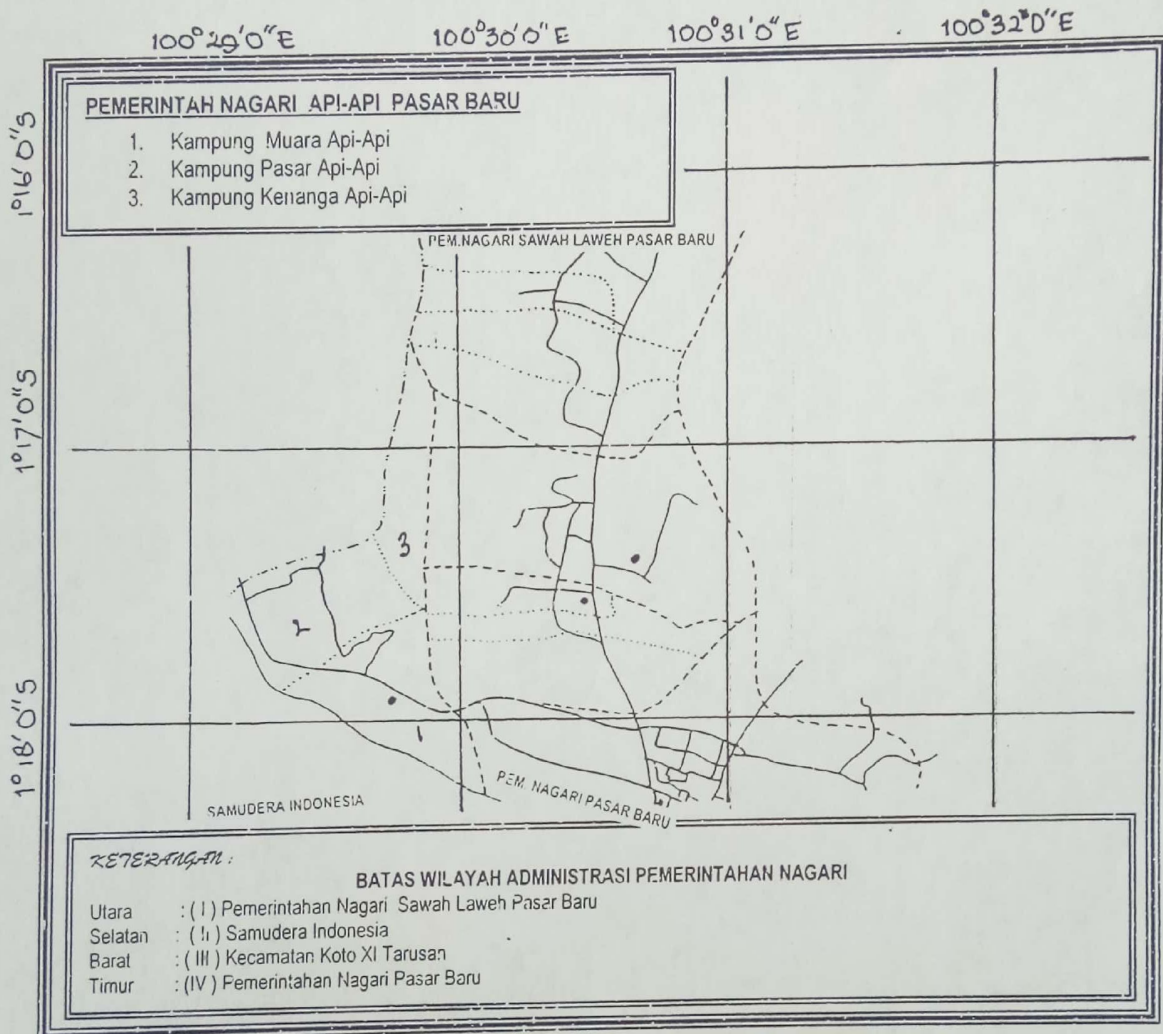 100°29'0"E 100°30'0"E 100°31'0"E 100°32'0"E
PEMERINTAH NAGARI API-API PASAR BARU
1. Kampung Muara Api-Api
2. Kampung Pasar Api-Api
3. Kampung Kenanga Api-Api
1°16'0"S
PEM.NAGARI SAWAH LAWEH PASAR BARU
1°17'0"S
3
2
1
1°18'0"S
SAMUDERA INDONESIA
PEM. NAGARI PASAR BARU
KETERANGAN :
BATAS WILAYAH ADMINISTRASI PEMERINTAHAN NAGARI
Utara : ( I ) Pemerintahan Nagari Sawah Laweh Pasar Baru
Selatan : ( II ) Samudera Indonesia
Barat : ( III ) Kecamatan Koto XI Tarusan
Timur : (IV ) Pemerintahan Nagari Pasar Baru